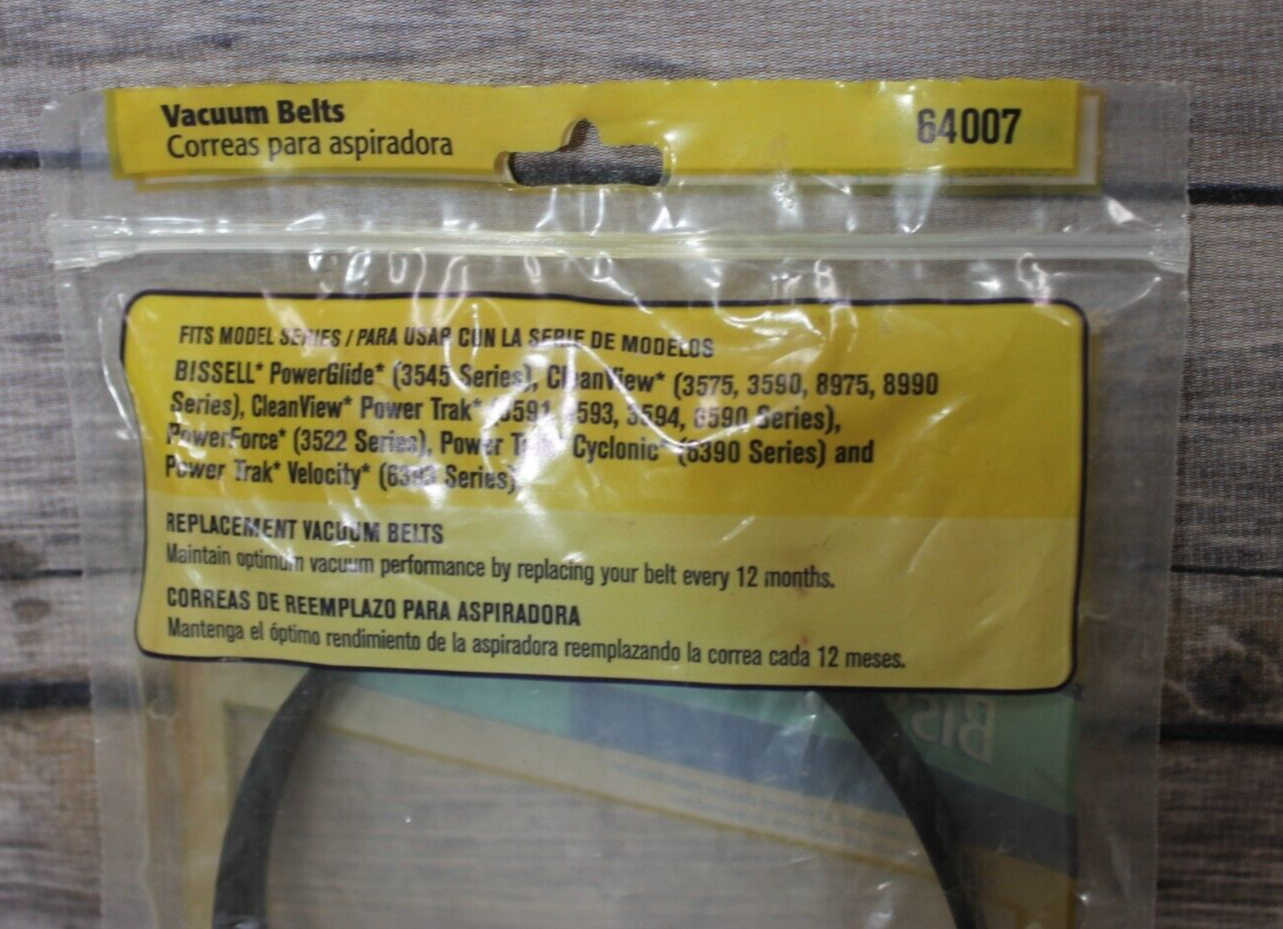 Vacuum Belts
Correas para aspiradora
64007
FITS MODEL SERIES / PARA USAR CON LA SERIE DE MODELOS
BISSELL* PowerGlide* (3545 Series), CleanView* (3575, 3590, 8975, 8990
Series), CleanView* Power Trak* 3594, Series),
PowerForce* (3522 Series), Power Trak Cyclonic* (6390 Series) and
Power Trak* Velocity* Series)
REPLACEMENT VACUUM BELTS
Maintain optimum vacuum performance by replacing your belt every 12 months.
CORREAS DE REEMPLAZO PARA ASPIRADORA
Mantenga el óptimo rendimiento de la aspiradora reemplazando la correa cada 12 meses.